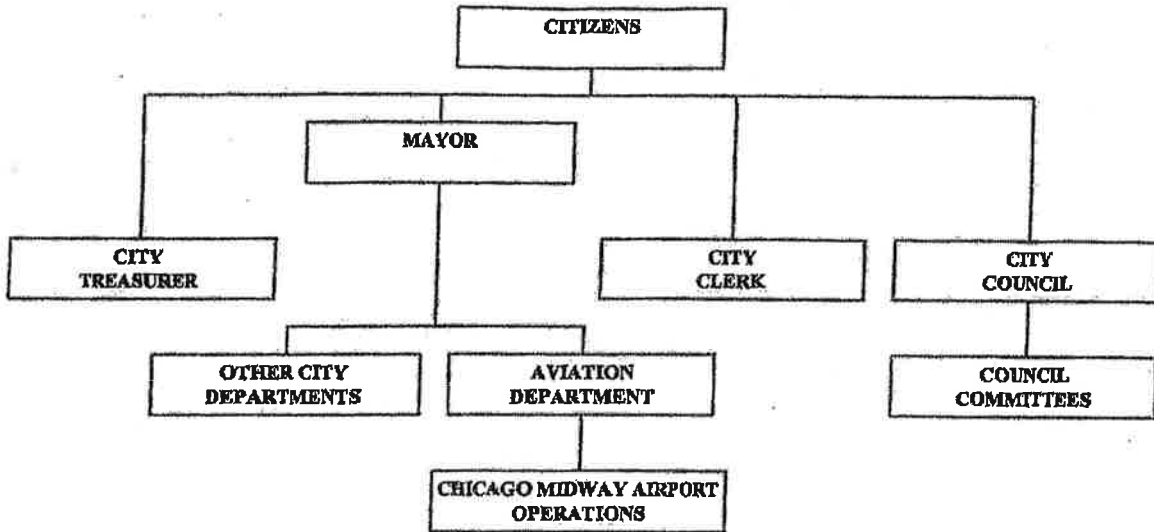 CITIZENS
MAYOR
CITY
TREASURER
CITY
CLERK
CITY
COUNCIL
OTHER CITY
DEPARTMENTS
AVIATION
DEPARTMENT
COUNCIL
COMMITTEES
CHICAGO MIDWAY AIRPORT
OPERATIONS